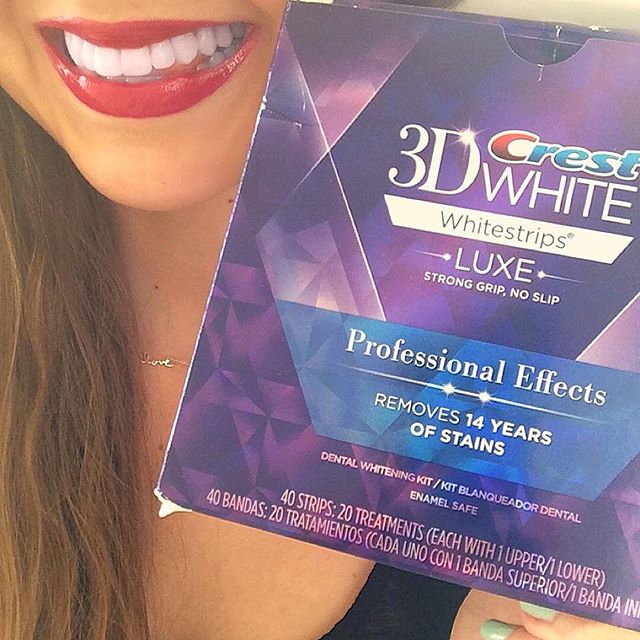 Crest
3D WHITE
Whitestrips®
LUXE
STRONG GRIP, NO SLIP
Professional Effects
REMOVES 14 YEARS
OF STAINS
DENTAL WHITENING KIT / KIT BLANQUEADOR DENTAL
ENAMEL SAFE
40 STRIPS: 20 TREATMENTS (EACH WITH 1 UPPER/1 LOWER)
40 BANDAS: 20 TRATAMIENTOS (CADA UNO CON 1 BANDA SUPERIOR/1 BANDA
love